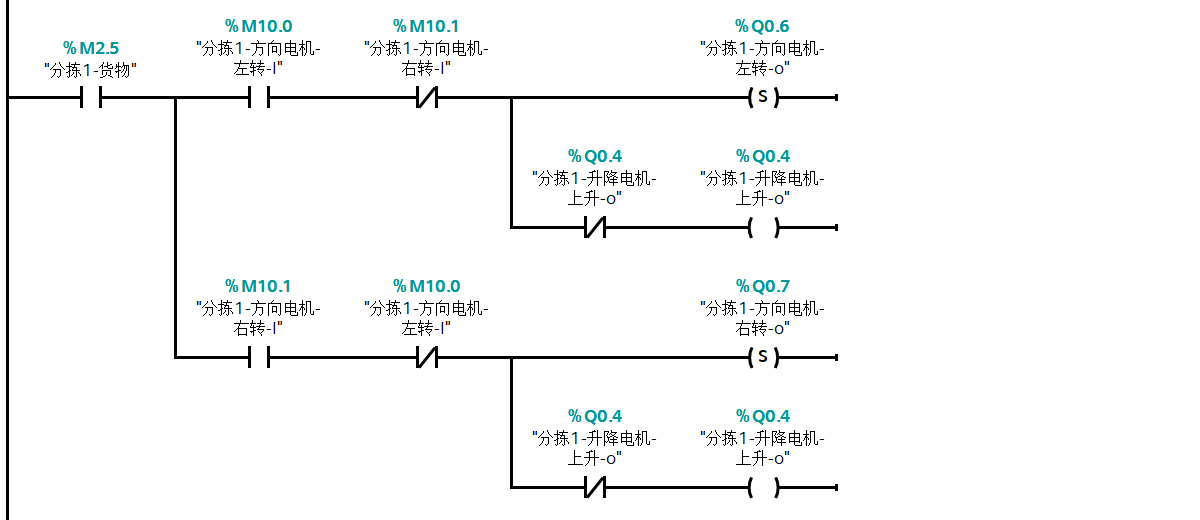 %M10.0
%M10.1
%Q0.6
%M2.5
"分拣1-方向电机-
左转-I"
"分拣1-方向电机-
右转-I"
"分拣1-方向电机-
左转-o"
"分拣1-货物"
S
%Q0.4
%Q0.4
"分拣1-升降电机-
上升-o"
"分拣1-升降电机-
上升-o"
%M10.1
%M10.0
%Q0.7
"分拣1-方向电机-
右转-I"
"分拣1-方向电机-
左转-I"
"分拣1-方向电机-
右转-o"
S
%Q0.4
%Q0.4
"分拣1-升降电机-
上升-o"
"分拣1-升降电机-
上升-o"